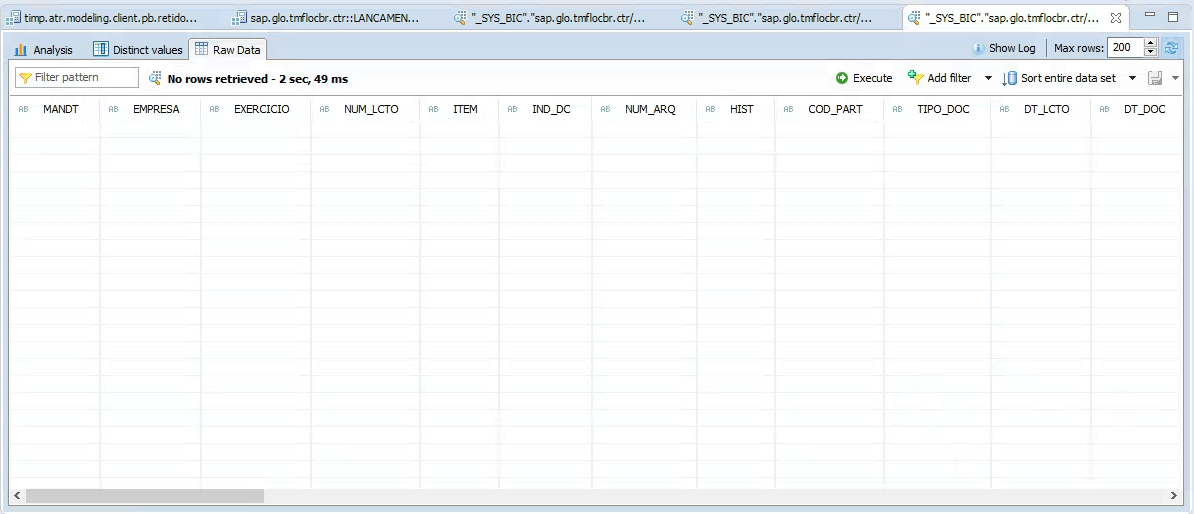 timp.atr.modeling.client.pb.retido... sap.glo.tmflocbr.ctr::LANCAMEN... "_SYS_BIC"."sap.glo.tmflocbr.ctr/... "_SYS_BIC"."sap.glo.tmflocbr.ctr/... "_SYS_BIC"."sap.glo.tmflocbr.ctr/...
Analysis Distinct values Raw Data Show Log Max rows: 200
Filter pattern No rows retrieved - 2 sec, 49 ms Execute Add filter Sort entire data set
AB MANDT AB EMPRESA AB EXERCICIO AB NUM_LCTO AB ITEM AB IND_DC AB NUM_ARQ AB HIST AB COD_PART AB TIPO_DOC AB DT_LCTO AB DT_DOC